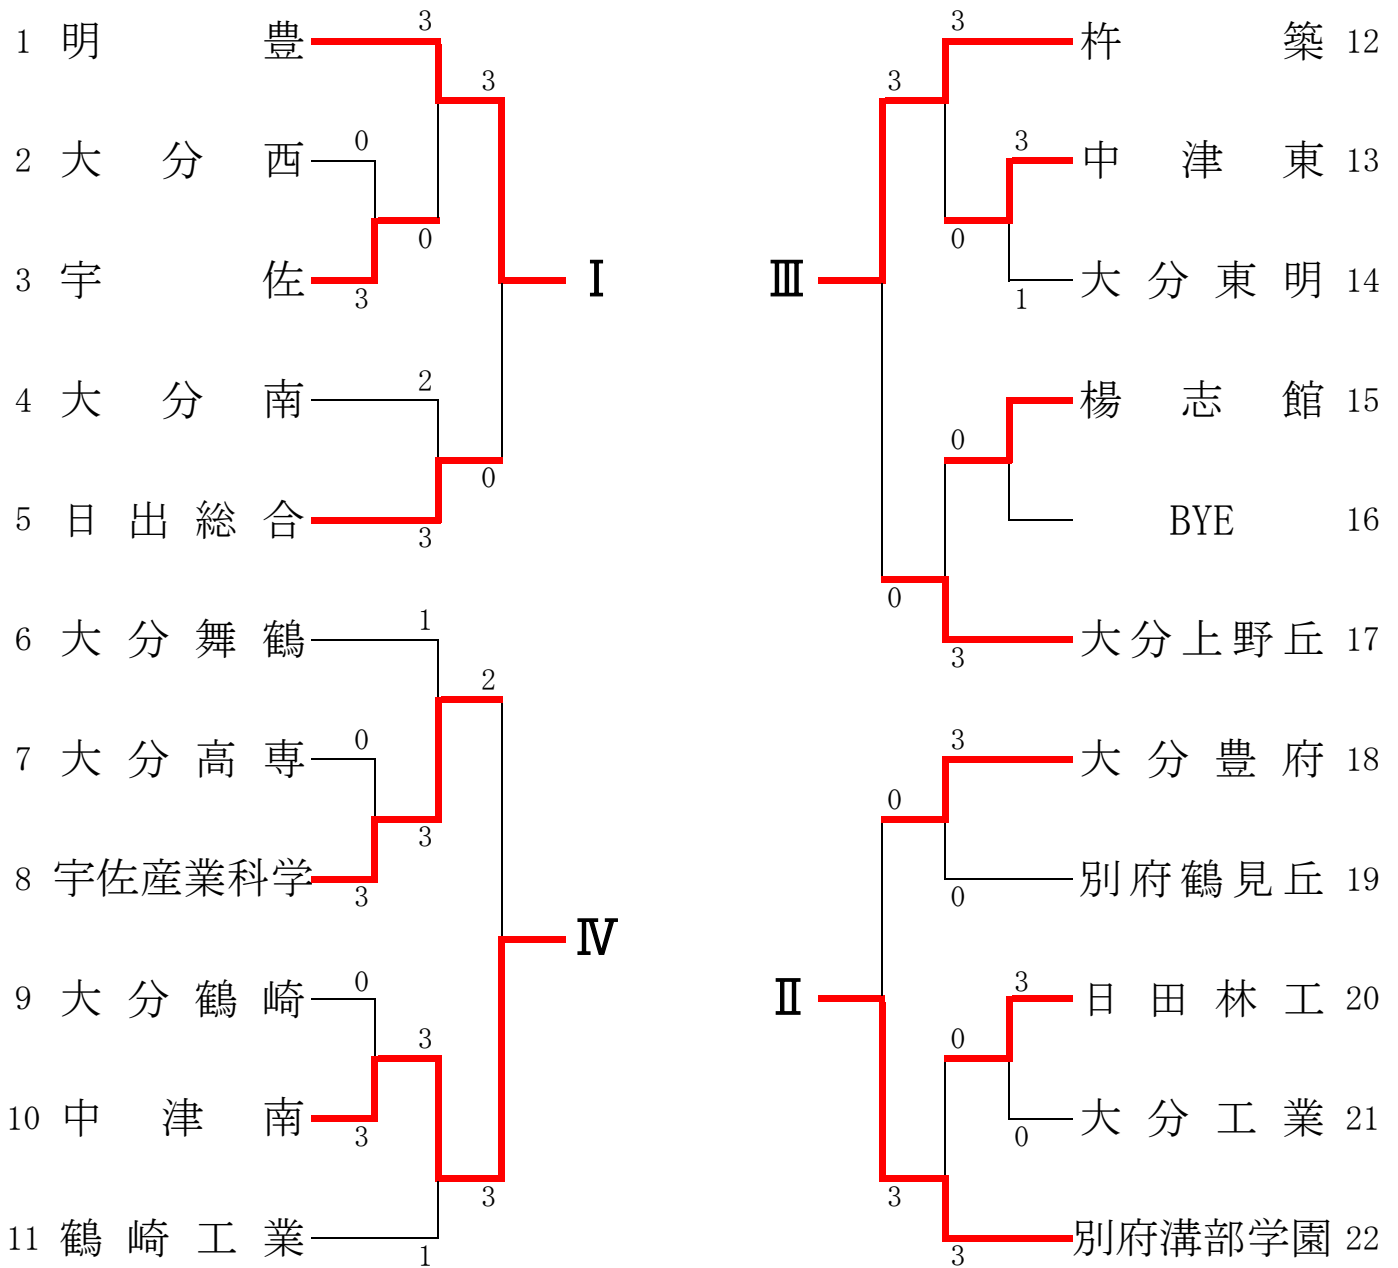 1 明豊 3
3
2 大分西 0
0
3 宇佐 3
Ⅰ
4 大分南 2
0
5 日出総合 3
6 大分舞鶴 1
2
7 大分高専 0
3
8 宇佐産業科学 3
Ⅳ
9 大分鶴崎 0
3
10 中津南 3
3
11 鶴崎工業 1
3 杵築 12
3
3 中津東 13
0
1 大分東明 14
Ⅲ
楊志館 15
0
BYE 16
0
3 大分上野丘 17
3 大分豊府 18
0
0 別府鶴見丘 19
Ⅱ
3 日田林工 20
0
0 大分工業 21
3
3 別府溝部学園 22